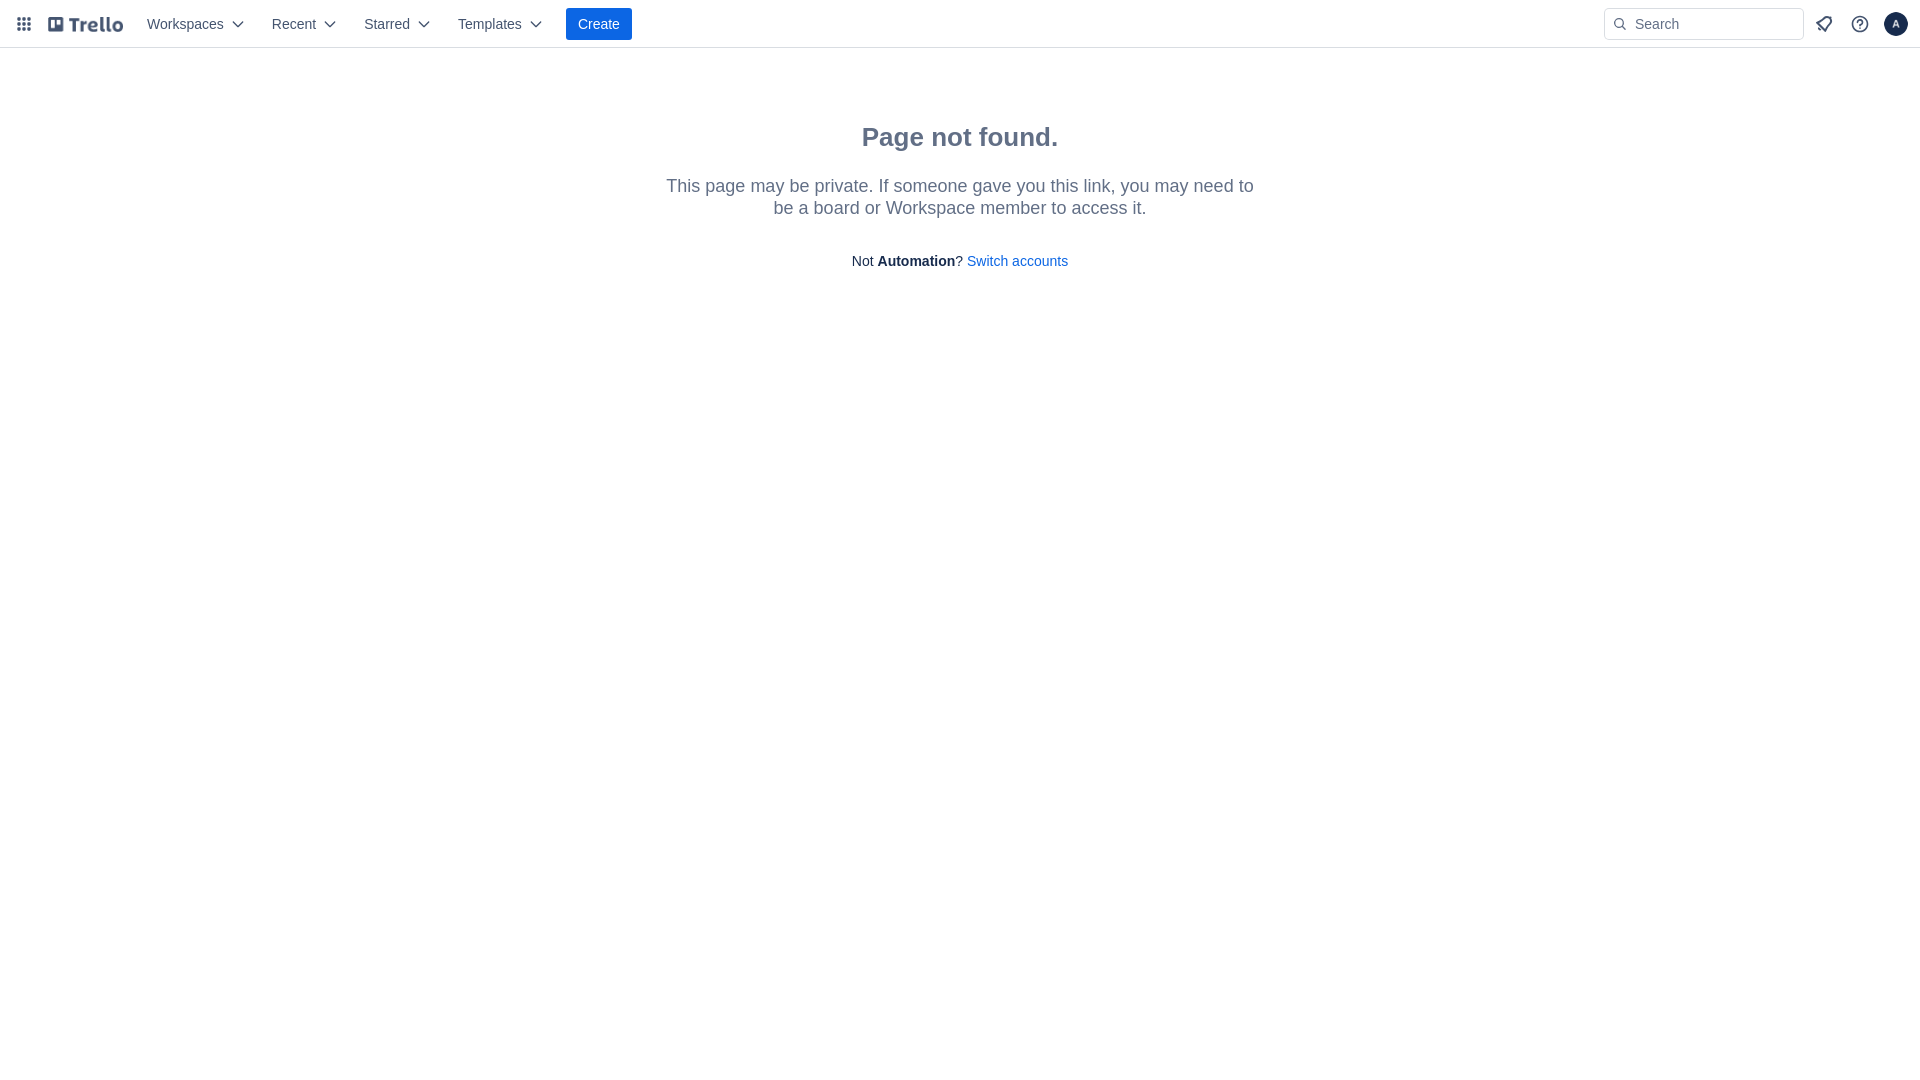 Trello Workspaces Recent Starred Templates Create Search A
Page not found.
This page may be private. If someone gave you this link, you may need to
be a board or Workspace member to access it.
Not Automation? Switch accounts